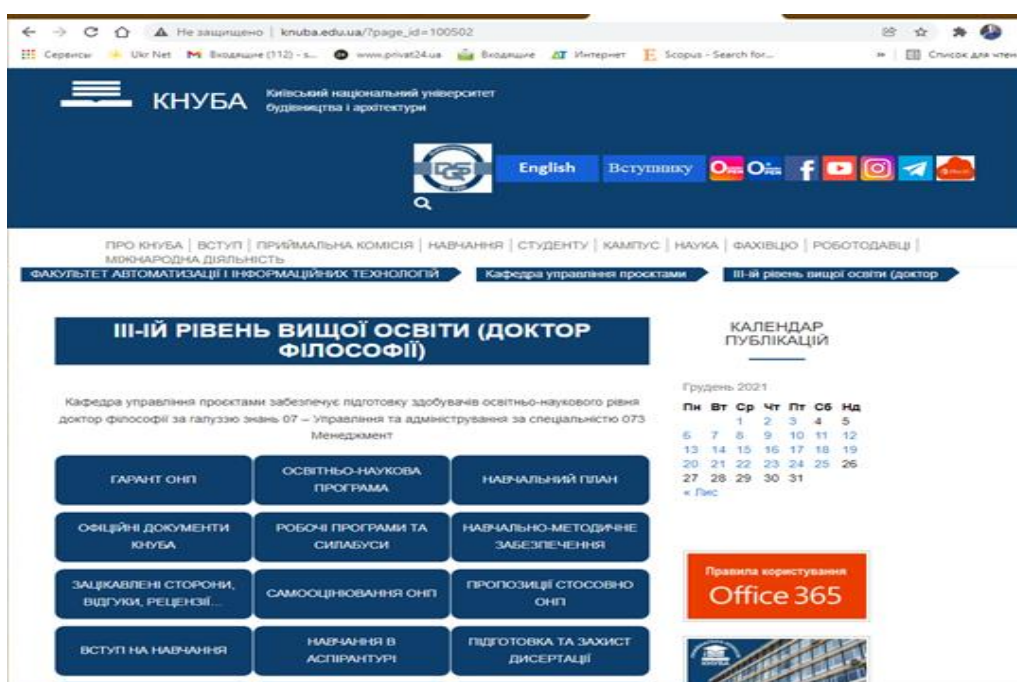 Не защищено | knuba.edu.ua/?page_id=100502
Сервисы Ukr Net Входящие (112) - s... www.privat24.ua Входящие Интернет Scopus - Search for... » Список для чтен
КНУБА
Київський національний університет
будівництва і архітектури
English Вступнику
ПРО КНУБА | ВСТУП | ПРИЙМАЛЬНА КОМІСІЯ | НАВЧАННЯ | СТУДЕНТУ | КАМПУС | НАУКА | ФАХІВЦЮ | РОБОТОДАВЦІ |
МІЖНАРОДНА ДІЯЛЬНІСТЬ
ФАКУЛЬТЕТ АВТОМАТИЗАЦІЇ І ІНФОРМАЦІЙНИХ ТЕХНОЛОГІЙ Кафедра управління проєктами ІІІ-ій рівень вищої освіти (доктор
ІІІ-ІЙ РІВЕНЬ ВИЩОЇ ОСВІТИ (ДОКТОР
ФІЛОСОФІЇ)
Кафедра управління проєктами забезпечує підготовку здобувачів освітньо-наукового рівня
доктор філософії за галуззю знань 07 – Управління та адміністрування за спеціальністю 073
Менеджмент
ГАРАНТ ОНП
ОСВІТНЬО-НАУКОВА
ПРОГРАМА
НАВЧАЛЬНИЙ ПЛАН
ОФІЦІЙНІ ДОКУМЕНТИ
КНУБА
РОБОЧІ ПРОГРАМИ ТА
СИЛАБУСИ
НАВЧАЛЬНО-МЕТОДИЧНЕ
ЗАБЕЗПЕЧЕННЯ
ЗАЦІКАВЛЕНІ СТОРОНИ,
ВІДГУКИ, РЕЦЕНЗІЇ...
САМООЦІНЮВАННЯ ОНП
ПРОПОЗИЦІЇ СТОСОВНО
ОНП
ВСТУП НА НАВЧАННЯ
НАВЧАННЯ В
АСПІРАНТУРІ
ПІДГОТОВКА ТА ЗАХИСТ
ДИСЕРТАЦІЇ
КАЛЕНДАР
ПУБЛІКАЦІЙ
Грудень 2021
Пн Вт Ср Чт Пт Сб Нд
1 2 3 4 5
6 7 8 9 10 11 12
13 14 15 16 17 18 19
20 21 22 23 24 25 26
27 28 29 30 31
« Лис
Правила користування
Office 365
КНУБА